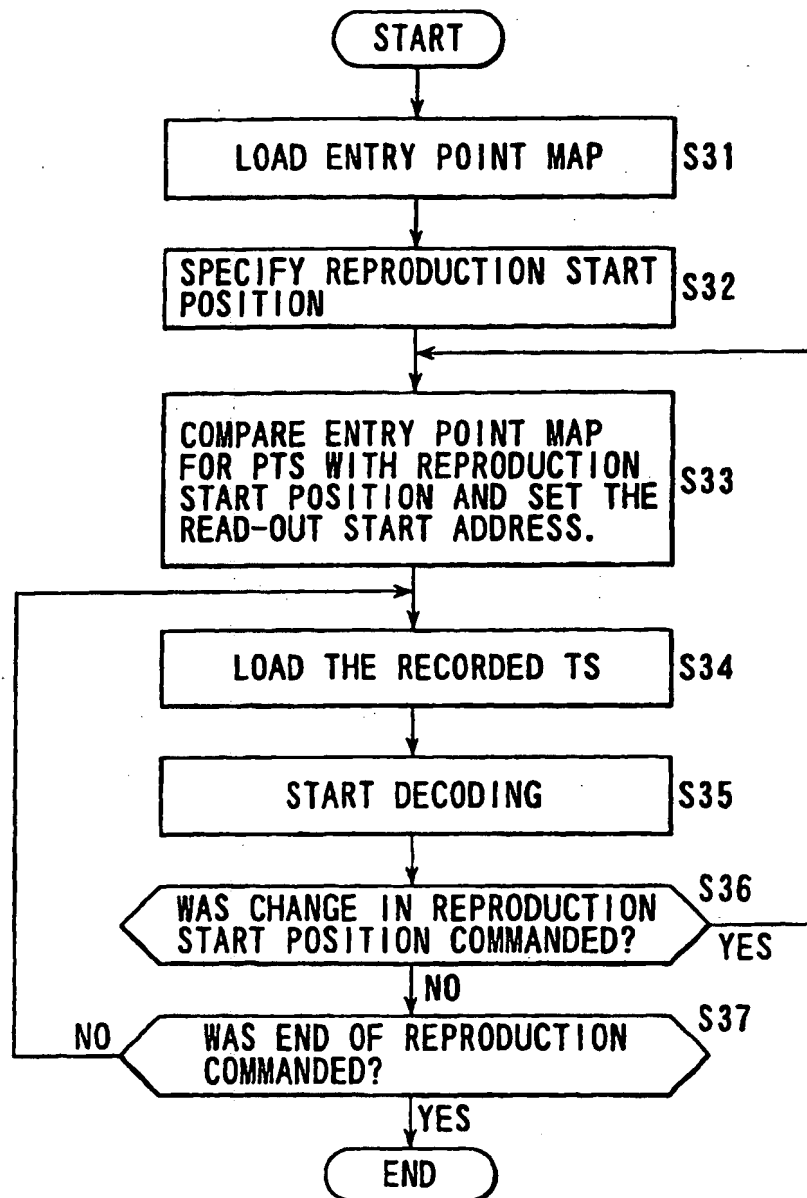 START
LOAD ENTRY POINT MAP
S31
SPECIFY REPRODUCTION START
POSITION
S32
COMPARE ENTRY POINT MAP
FOR PTS WITH REPRODUCTION
START POSITION AND SET THE
READ-OUT START ADDRESS.
S33
LOAD THE RECORDED TS
S34
START DECODING
S35
WAS CHANGE IN REPRODUCTION
START POSITION COMMANDED?
S36
YES
NO
WAS END OF REPRODUCTION
COMMANDED?
S37
NO
YES
END